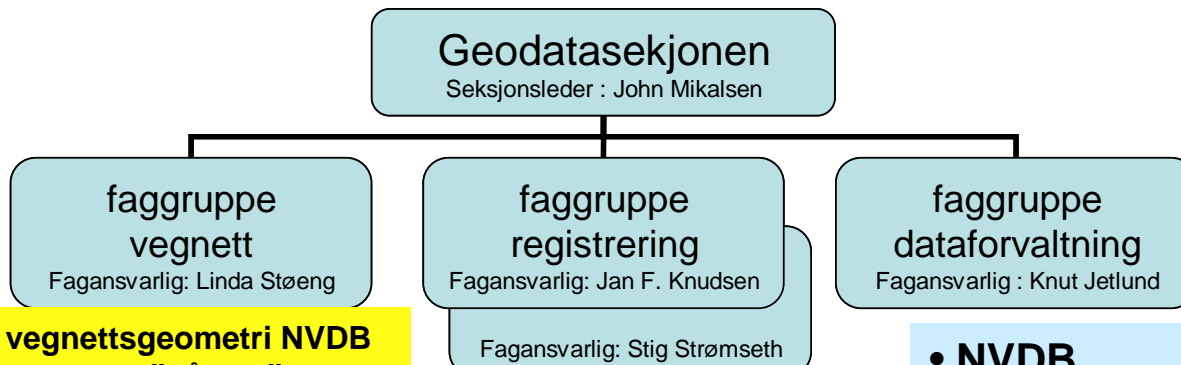 Geodatasekjonen
Seksjonsleder : John Mikalsen
faggruppe
vegnett
Fagansvarlig: Linda Støeng
faggruppe
registrering
Fagansvarlig: Jan F. Knudsen
Fagansvarlig: Stig Strømseth
faggruppe
dataforvaltning
Fagansvarlig : Knut Jetlund
vegnettsgeometri NVDB
• NVDB